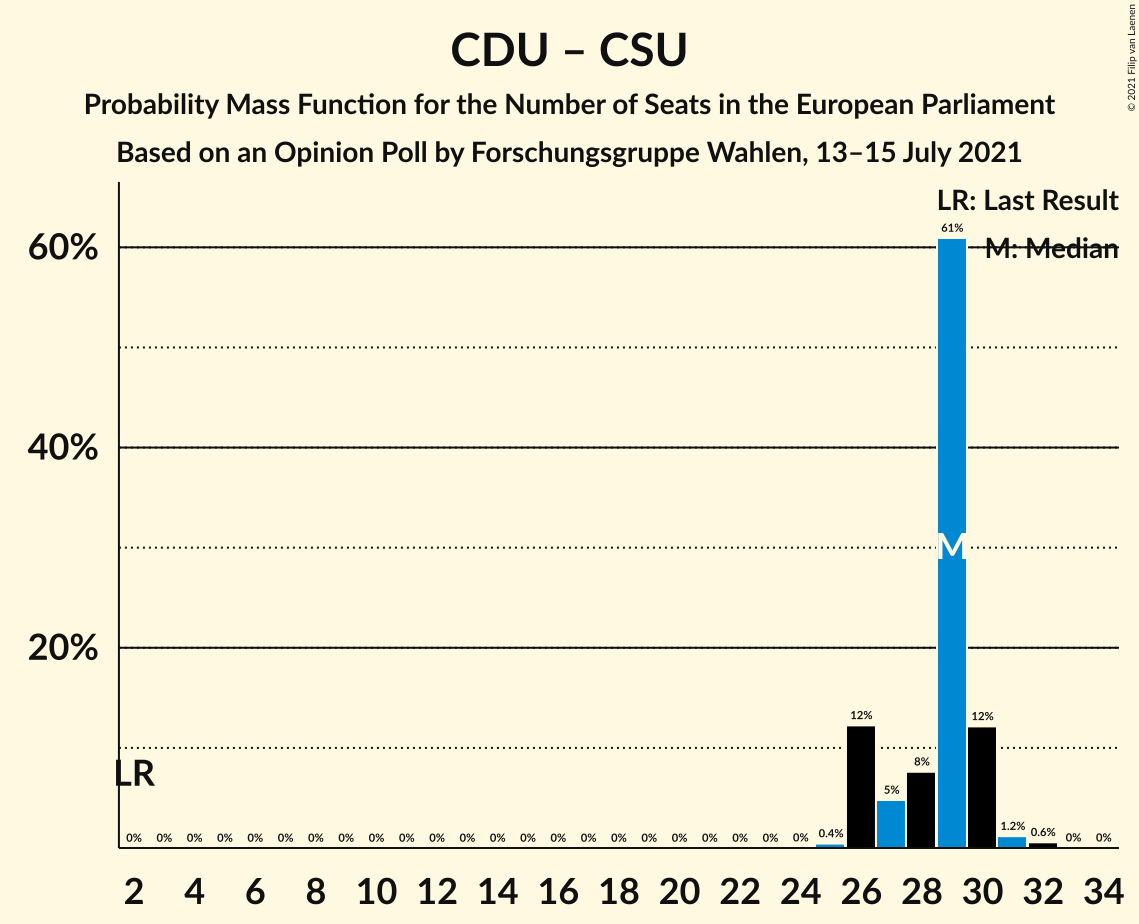 CDU – CSU
Probability Mass Function for the Number of Seats in the European Parliament
Based on an Opinion Poll by Forschungsgruppe Wahlen, 13–15 July 2021
© 2021 Filip van Laenen
LR: Last Result
M: Median
60%
40%
20%
61%
M
LR
0% 0% 0% 0% 0% 0% 0% 0% 0% 0% 0% 0% 0% 0% 0% 0% 0% 0% 0% 0% 0% 0% 0% 0.4% 12% 5% 8% 12% 1.2% 0.6% 0% 0%
2 4 6 8 10 12 14 16 18 20 22 24 26 28 30 32 34